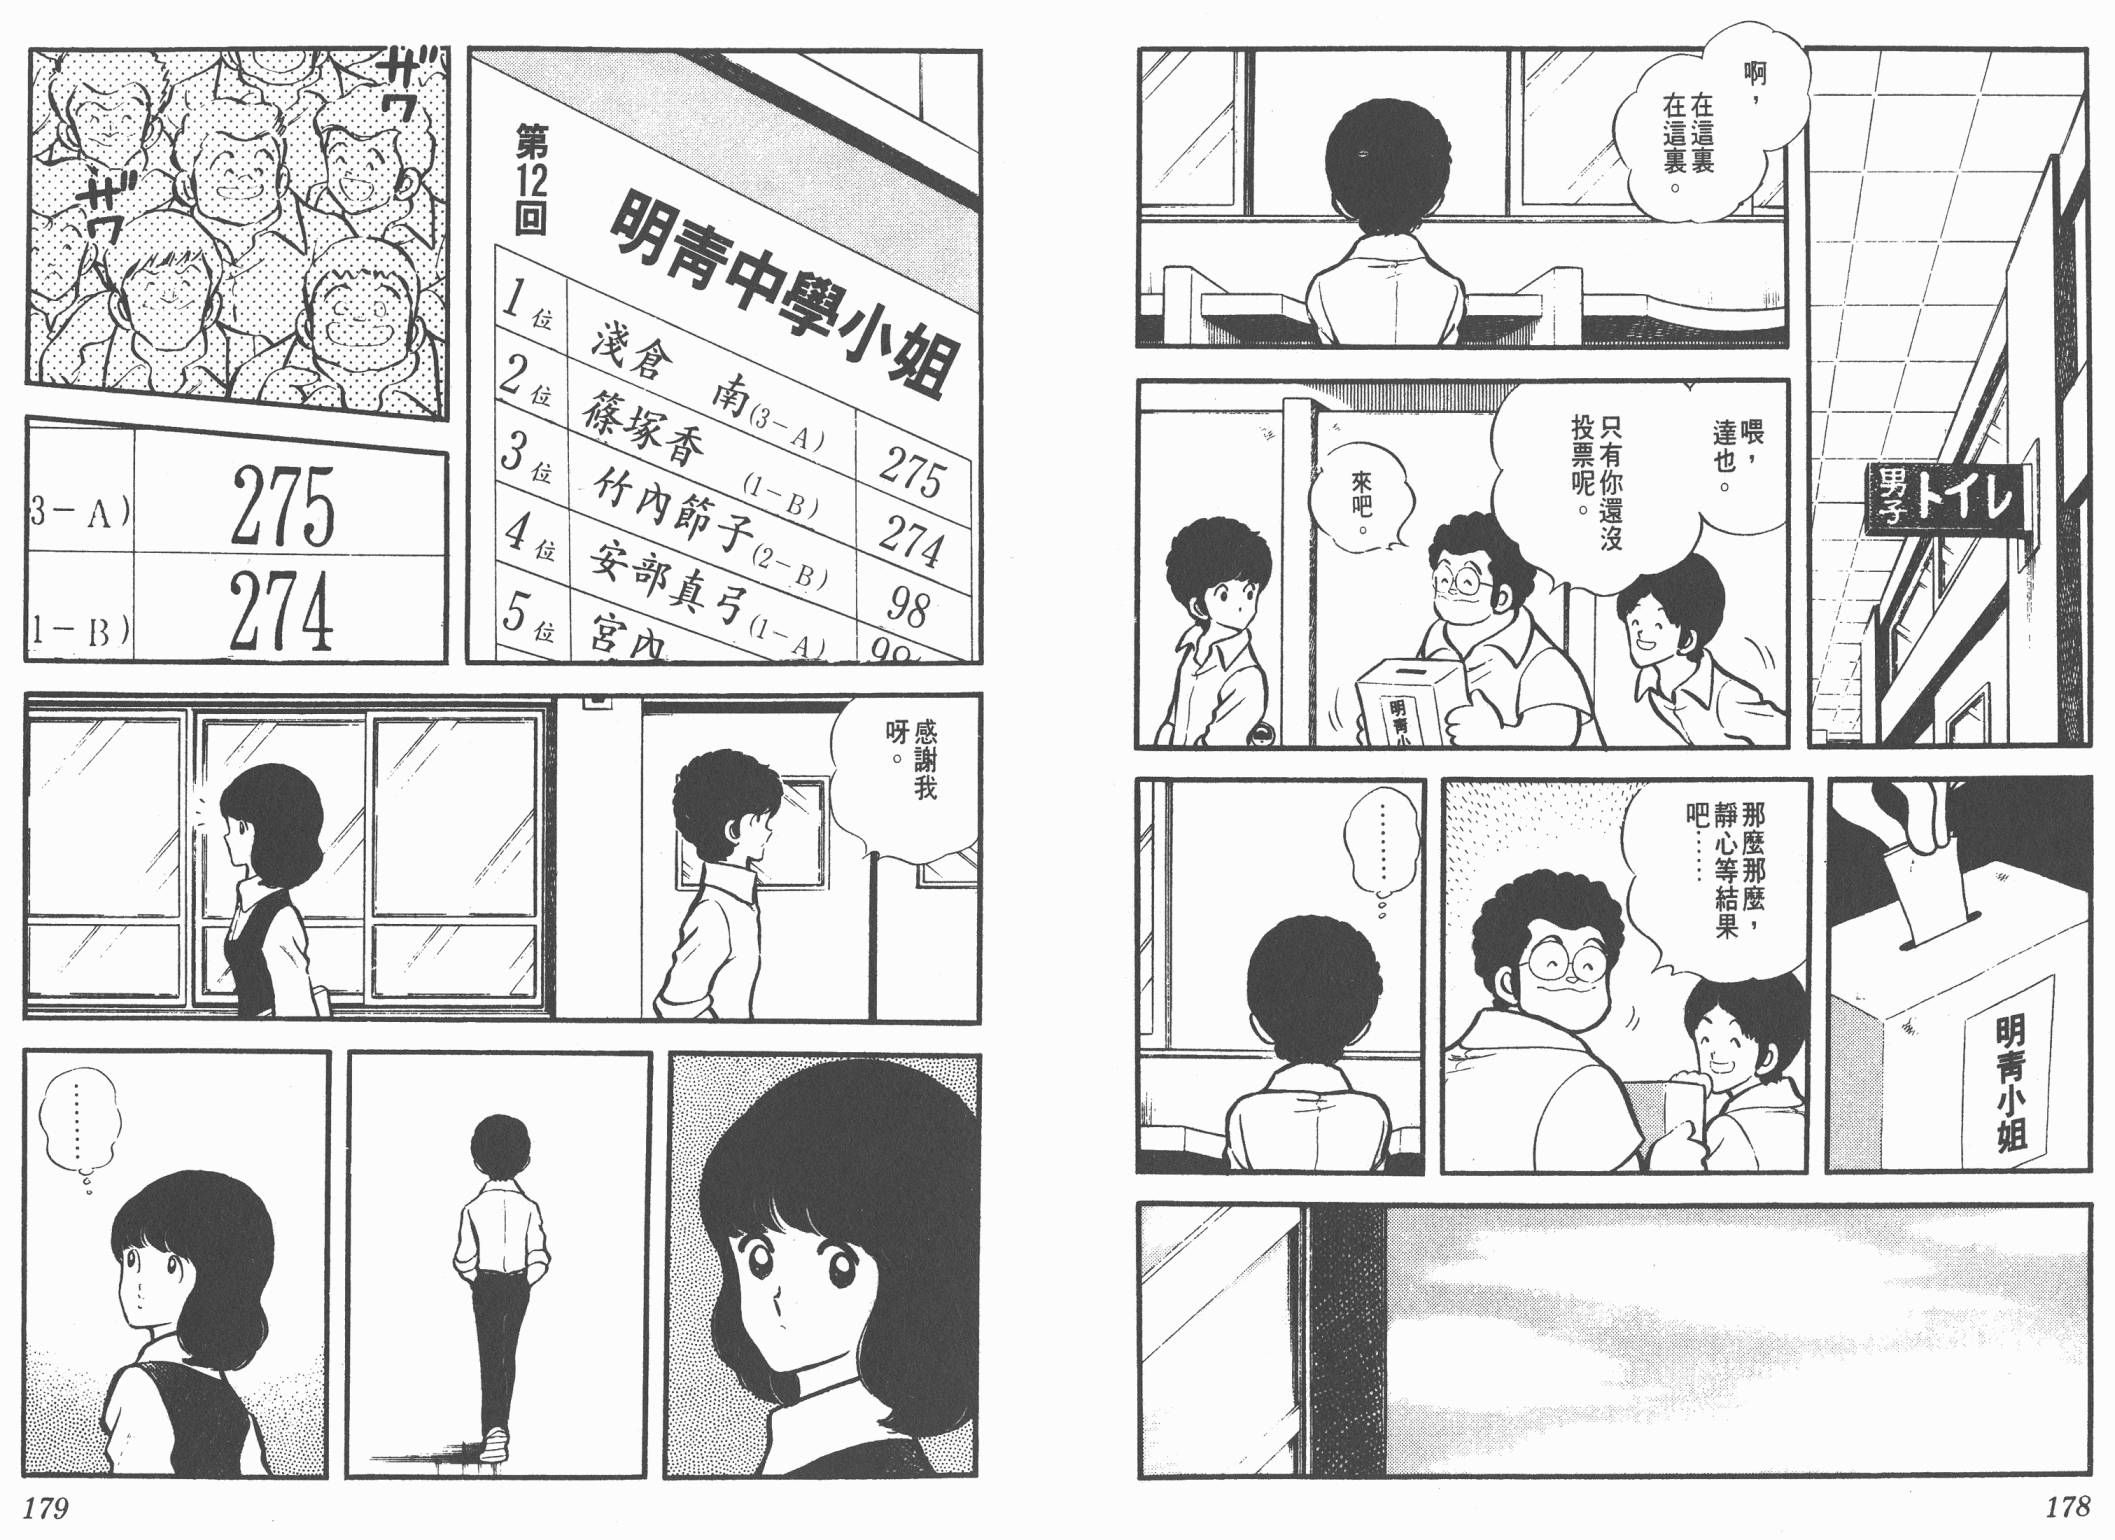 男子トイレ
啊，
在這裏
在這裏。
喂，
達也。
只有你還沒
投票呢。
來吧。
明青小
明青小姐
那麼那麼，
靜心等結果
吧……
………
178
第12回
明青中學小姐
1位 淺倉 南(3-A) 275
2位 篠塚香(1-B) 274
3位 竹內節子(2-B) 98
4位 安部真弓(1-A)
5位 宮內
ザワ
ザワ
3-A) 275
1-B) 274
感謝我
呀。
………
179